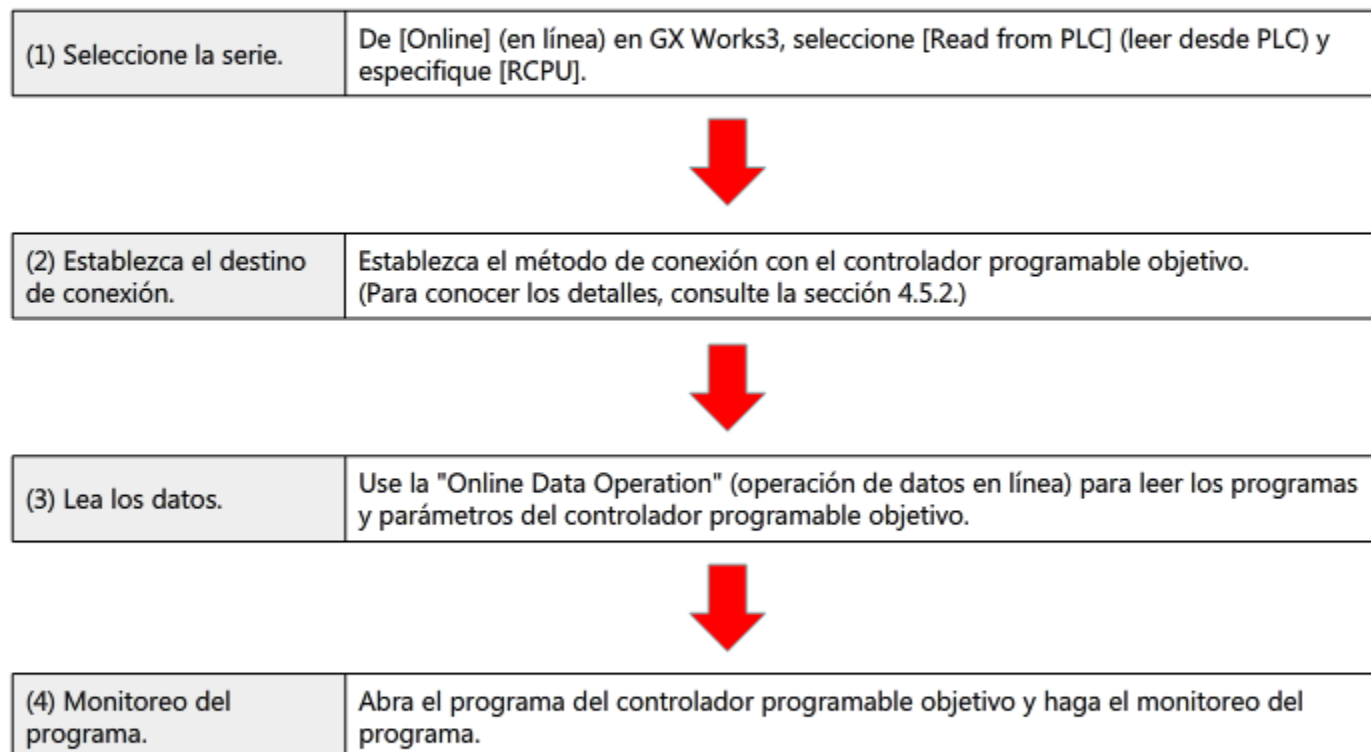 (1) Seleccione la serie.
De [Online] (en línea) en GX Works3, seleccione [Read from PLC] (leer desde PLC) y
especifique [RCPU].
(2) Establezca el destino
de conexión.
Establezca el método de conexión con el controlador programable objetivo.
(Para conocer los detalles, consulte la sección 4.5.2.)
(3) Lea los datos.
Use la "Online Data Operation" (operación de datos en línea) para leer los programas
y parámetros del controlador programable objetivo.
(4) Monitoreo del
programa.
Abra el programa del controlador programable objetivo y haga el monitoreo del
programa.